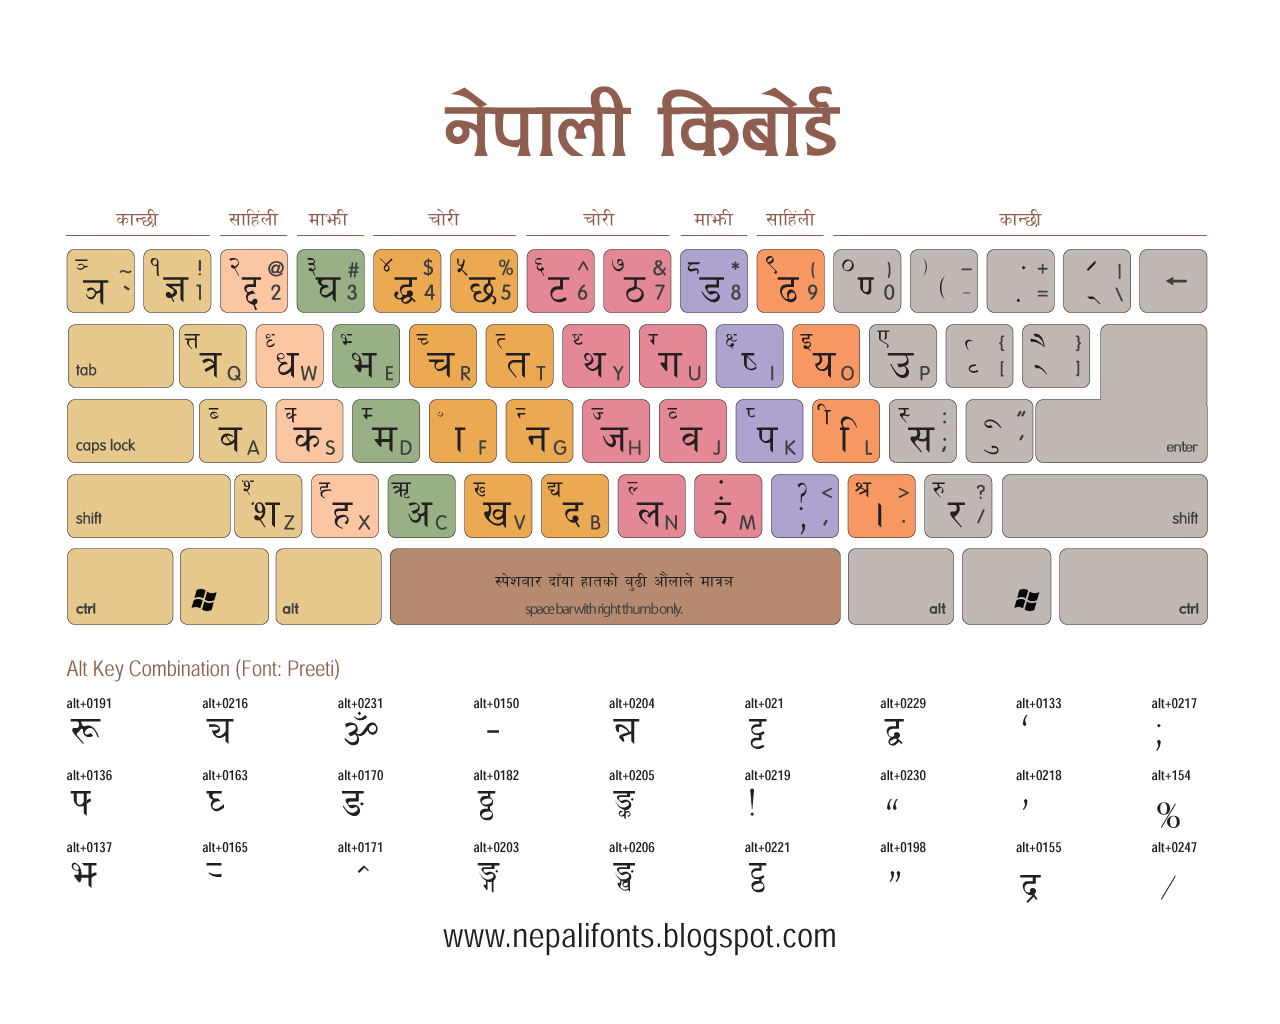 नेपाली किबोर्ड
कान्छी साहिंली माझी चोरी चोरी माझी साहिंली कान्छी
ञ ~ ` १ ज्ञ ! 1 २ द्द @ 2 ३ घ # 3 ४ द्ध $ 4 ५ छ % 5 ६ ट ^ 6 ७ ठ & 7 ८ ड * 8 ९ ढ ( 9 ० ण् ) 0 ) ( – - . + = | \ ←
tab त्त त्र Q ध W भ E च R त T थ Y ग U क्ष् ष् I इ य O ए उ P { [ } ]
caps lock ब A क S म D ा F न G ज H व J प K ी ि L स : ; ु " ' enter
shift श Z ह X ऋ अ C ख V द्य द B ल N ं M ? , < , श्र । > . रु र ? / shift
ctrl alt स्पेशबार दाँया हातको बुढी औंलाले मात्रञ alt ctrl
space bar with right thumb only.
Alt Key Combination (Font: Preeti)
alt+0191 alt+0216 alt+0231 alt+0150 alt+0204 alt+021 alt+0229 alt+0133 alt+0217
रू च्य ॐ – न्न ट्ट द्व ‘ ;
alt+0136 alt+0163 alt+0170 alt+0182 alt+0205 alt+0219 alt+0230 alt+0218 alt+154
फ्  घ् ङ ठ्ठ ङ्क ! “ ’ %
alt+0137 alt+0165 alt+0171 alt+0203 alt+0206 alt+0221 alt+0198 alt+0155 alt+0247
झ् ^ ङ्ग ङ्ख ठ्ठ ” द्र /
www.nepalifonts.blogspot.com